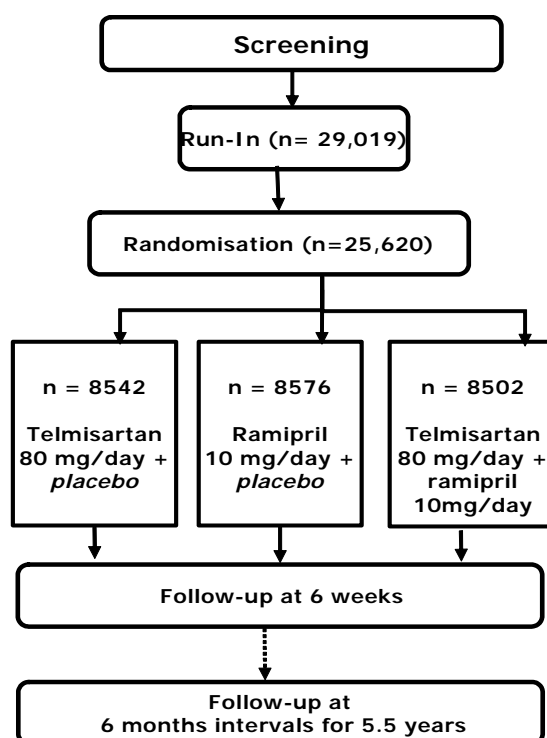 Screening
Run-In (n= 29,019)
Randomisation (n=25,620)
n = 8542
Telmisartan
80 mg/day +
placebo
n = 8576
Ramipril
10 mg/day +
placebo
n = 8502
Telmisartan
80 mg/day +
ramipril
10mg/day
Follow-up at 6 weeks
Follow-up at
6 months intervals for 5.5 years